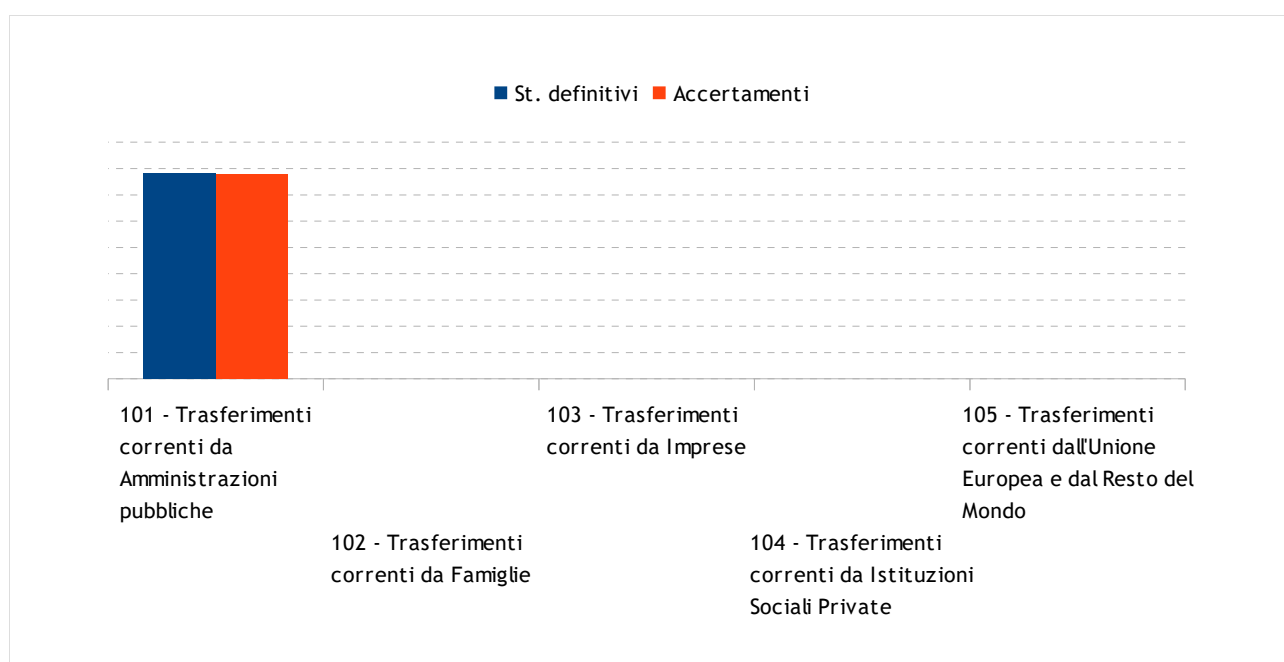 St. definitivi Accertamenti
101 - Trasferimenti
correnti da
Amministrazioni
pubbliche
102 - Trasferimenti
correnti da Famiglie
103 - Trasferimenti
correnti da Imprese
104 - Trasferimenti
correnti da Istituzioni
Sociali Private
105 - Trasferimenti
correnti dall'Unione
Europea e dal Resto del
Mondo